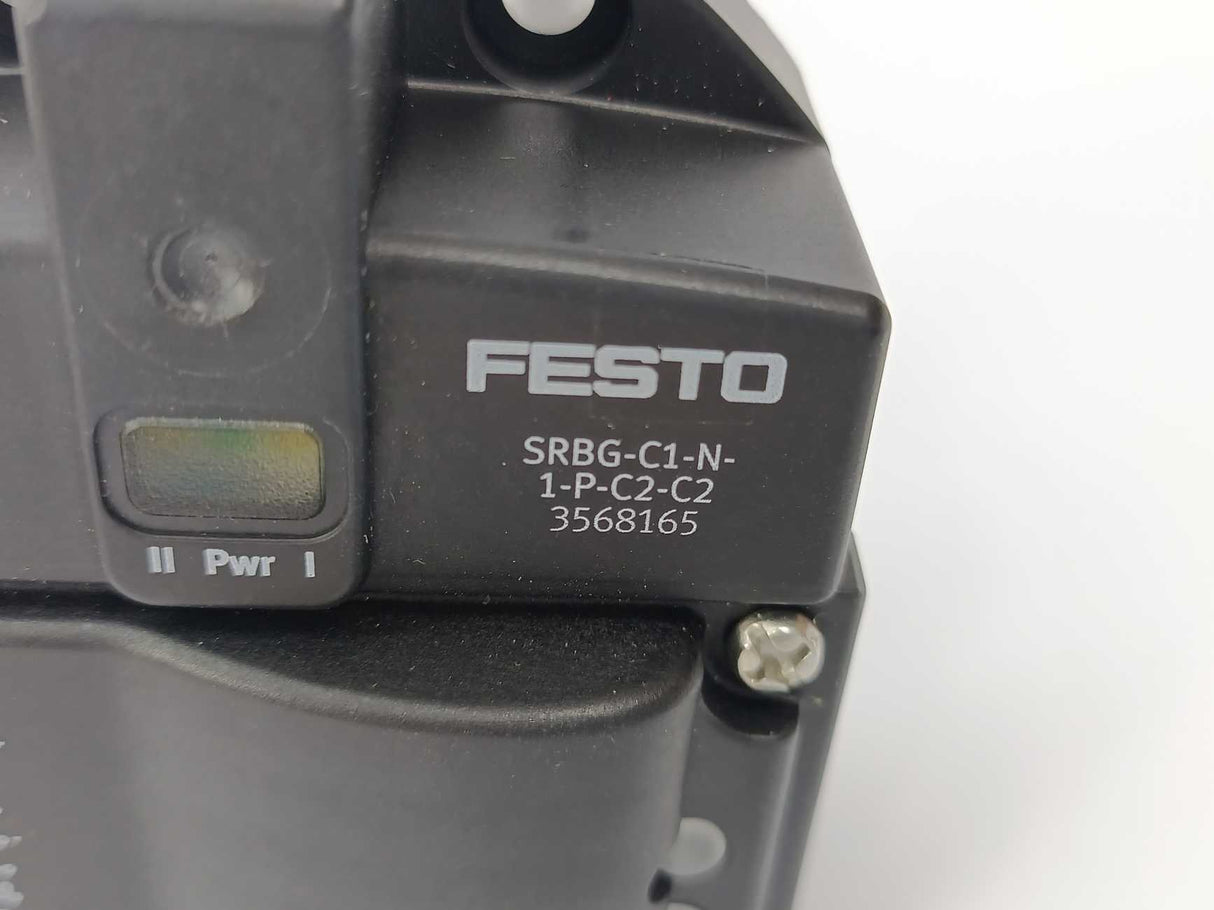 FESTO
SRBG-C1-N-
1-P-C2-C2
3568165
II Pwr I